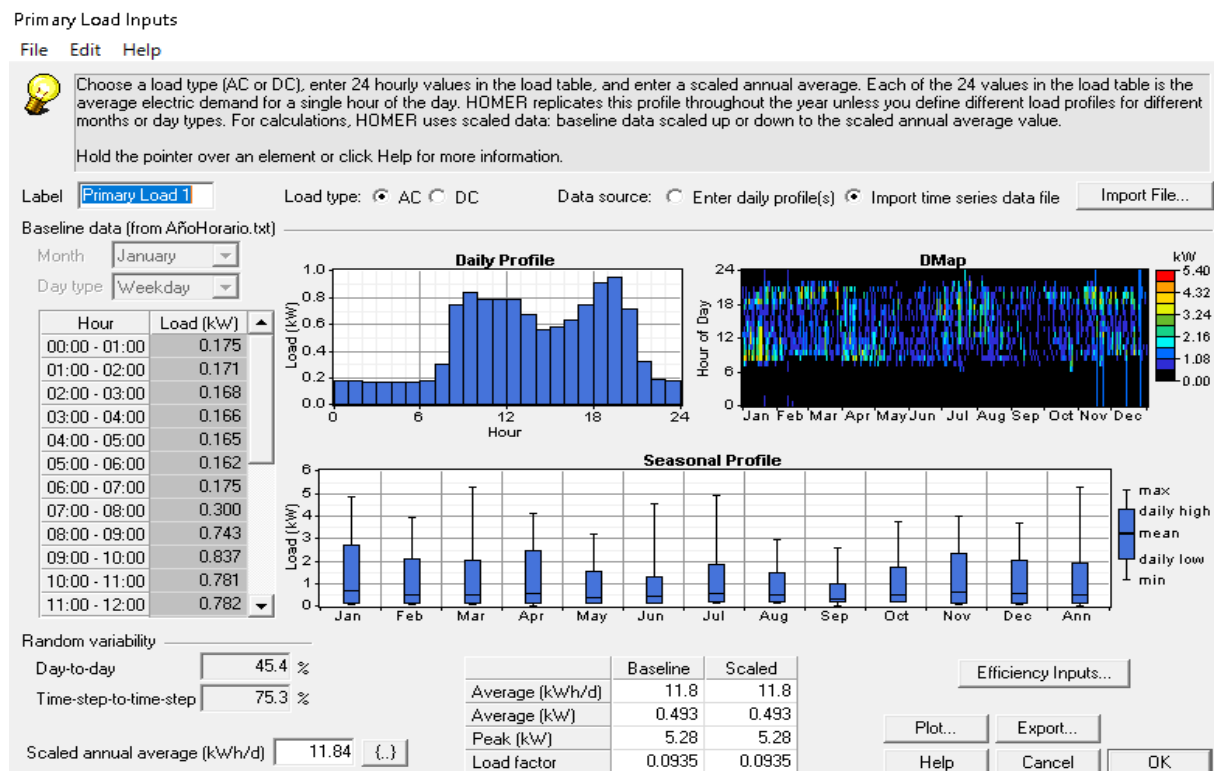 Primary Load Inputs
File Edit Help
Choose a load type (AC or DC), enter 24 hourly values in the load table, and enter a scaled annual average. Each of the 24 values in the load table is the
average electric demand for a single hour of the day. HOMER replicates this profile throughout the year unless you define different load profiles for different
months or day types. For calculations, HOMER uses scaled data: baseline data scaled up or down to the scaled annual average value.
Hold the pointer over an element or click Help for more information.
Label Primary Load 1 Load type: AC DC Data source: Enter daily profile(s) Import time series data file Import File...
Baseline data (from AñoHorario.txt)
Month January
Day type Weekday
Hour Load (kW)
00:00 - 01:00 0.175
01:00 - 02:00 0.171
02:00 - 03:00 0.168
03:00 - 04:00 0.166
04:00 - 05:00 0.165
05:00 - 06:00 0.162
06:00 - 07:00 0.175
07:00 - 08:00 0.300
08:00 - 09:00 0.743
09:00 - 10:00 0.837
10:00 - 11:00 0.781
11:00 - 12:00 0.782
Daily Profile
Load (kW)
1.0
0.8
0.6
0.4
0.2
0.0
0 6 12 18 24
Hour
DMap
Hour of Day
24
18
12
6
0
Jan Feb Mar Apr May Jun Jul Aug Sep Oct Nov Dec
kW
5.40
4.32
3.24
2.16
1.08
0.00
Seasonal Profile
Load (kW)
6
5
4
3
2
1
0
Jan Feb Mar Apr May Jun Jul Aug Sep Oct Nov Dec Ann
max
daily high
mean
daily low
min
Random variability
Day-to-day 45.4 %
Time-step-to-time-step 75.3 %
Scaled annual average (kWh/d) 11.84 {..}
Baseline Scaled
Average (kWh/d) 11.8 11.8
Average (kW) 0.493 0.493
Peak (kW) 5.28 5.28
Load factor 0.0935 0.0935
Efficiency Inputs...
Plot... Export...
Help Cancel OK